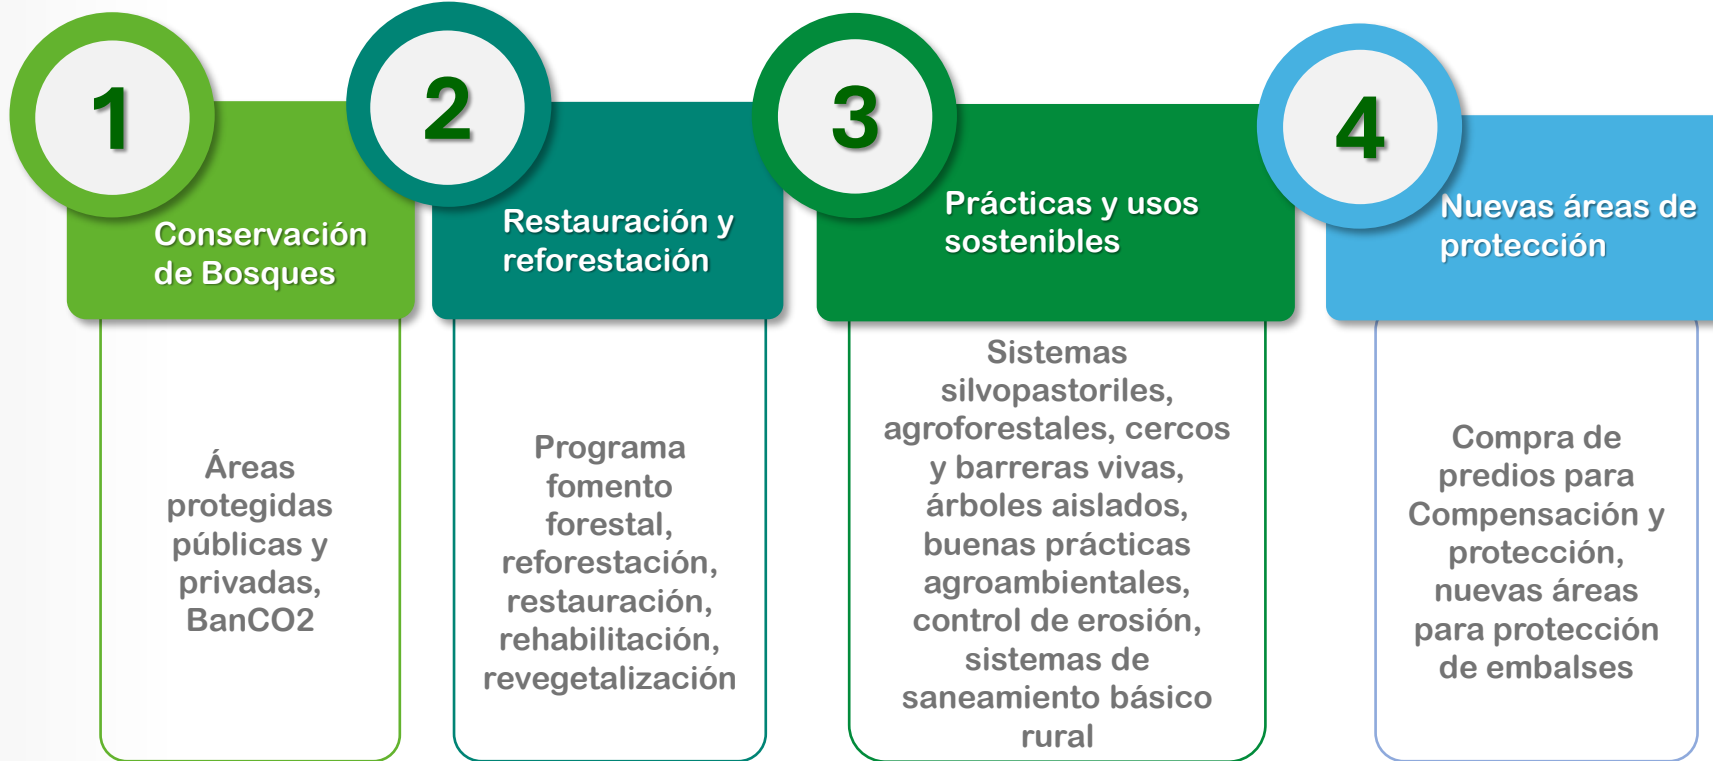 1
Conservación
de Bosques
Áreas
protegidas
públicas y
privadas,
BanCO2
2
Restauración y
reforestación
Programa
fomento
forestal,
reforestación,
restauración,
rehabilitación,
revegetalización
3
Prácticas y usos
sostenibles
Sistemas
silvopastoriles,
agroforestales, cercos
y barreras vivas,
árboles aislados,
buenas prácticas
agroambientales,
control de erosión,
sistemas de
saneamiento básico
rural
4
Nuevas áreas de
protección
Compra de
predios para
Compensación y
protección,
nuevas áreas
para protección
de embalses